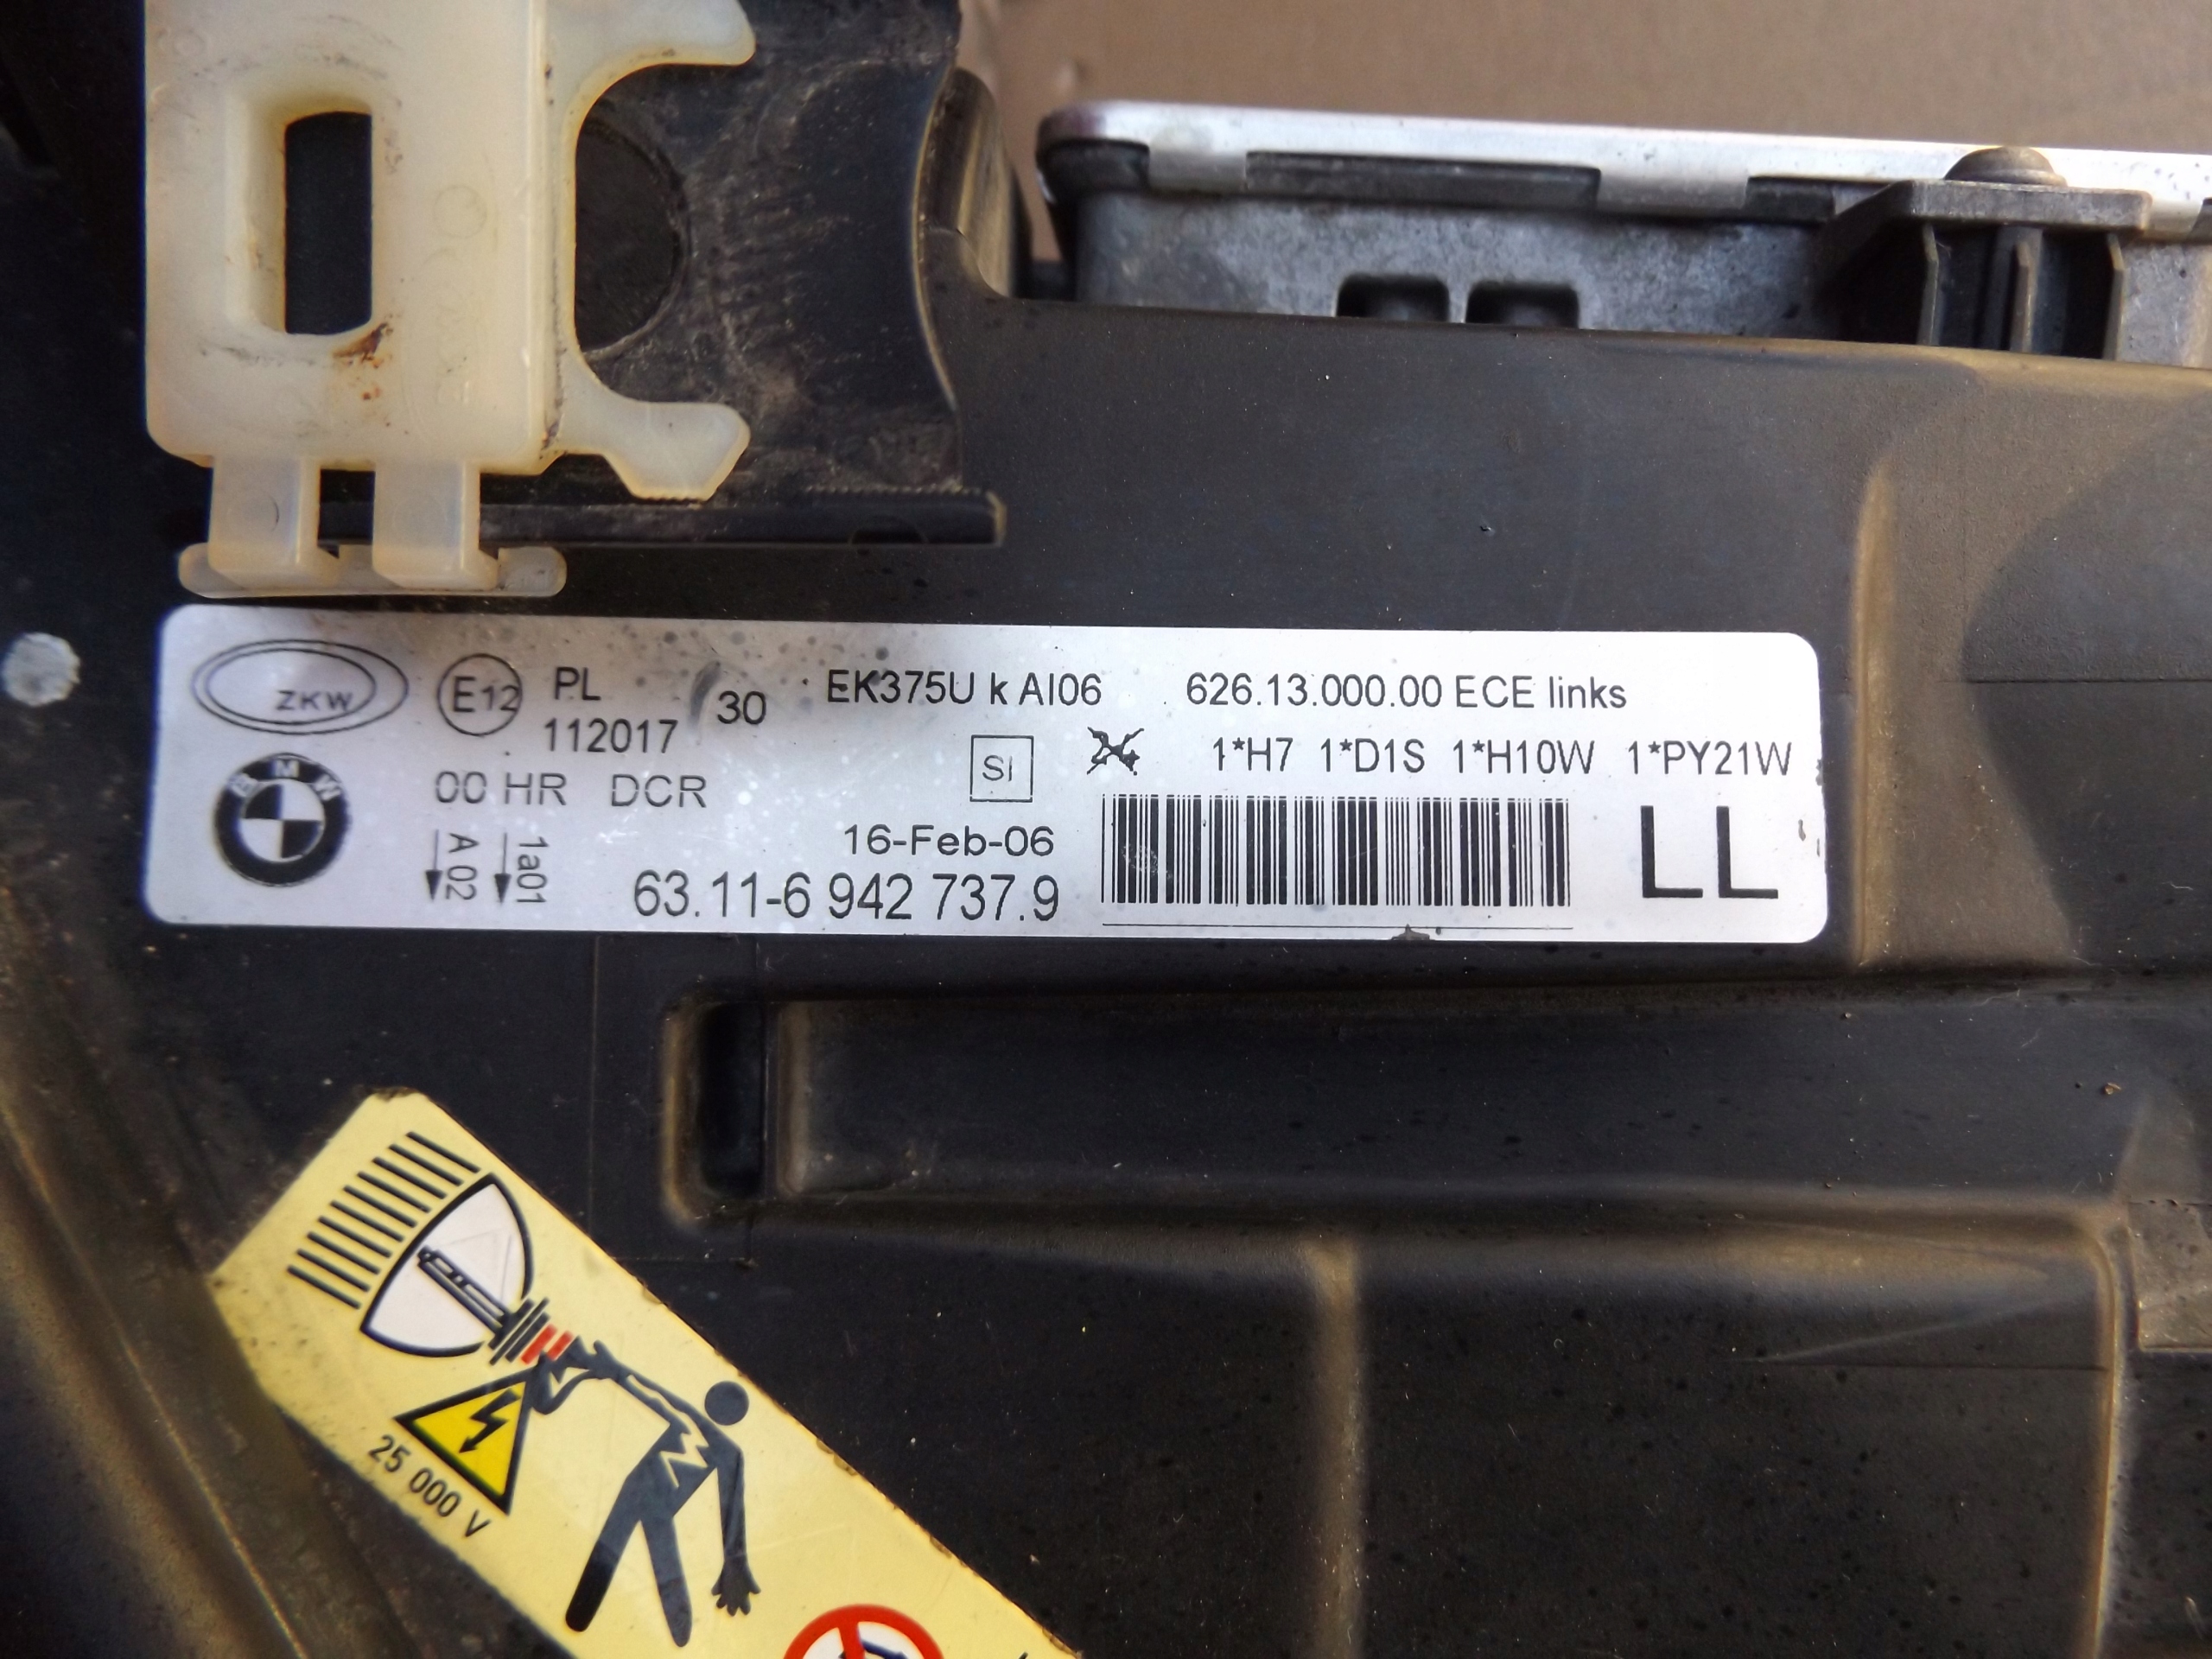 ZKW E12 PL 30 EK375U k AI06 626.13.000.00 ECE links
112017
BMW 00 HR DCR SI 1*H7 1*D1S 1*H10W 1*PY21W
A 02 1a01 16-Feb-06 LL
63.11-6 942 737.9
25 000 V